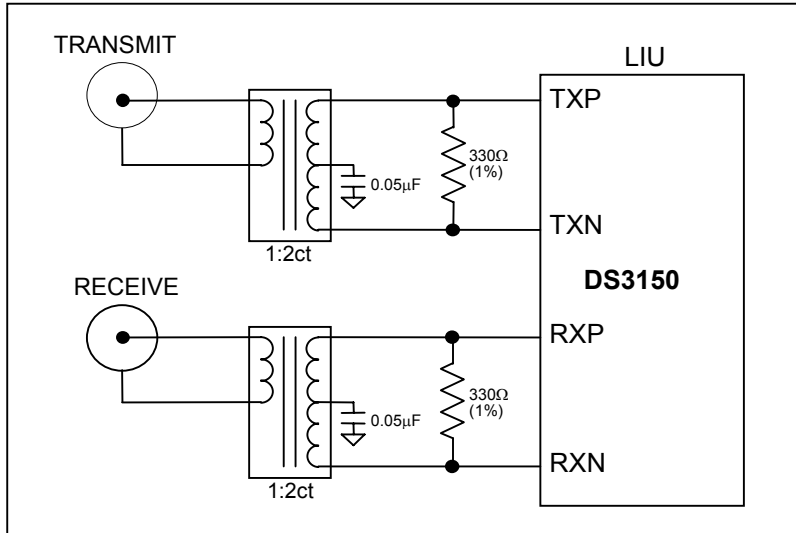 TRANSMIT
LIU
TXP
330Ω
(1%)
0.05µF
TXN
1:2ct
DS3150
RECEIVE
RXP
330Ω
(1%)
0.05µF
RXN
1:2ct